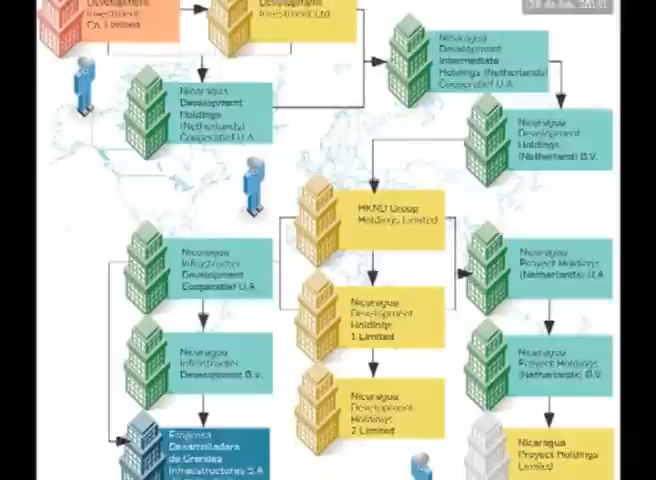 Development
Investment
Co. Limited
Development
Investment Ltd
Nicaragua
Development
Intermediate
Holdings (Netherlands)
Cooperatief U.A
Nicaragua
Development
Holdings
(Netherlands)
Cooperatief U.A
Nicaragua
Development
Holdings
(Netherland) B.V.
HKND Group
Holdings Limited
Nicaragua
Infrastructor
Development
Cooperatief U.A
Nicaragua
Project Holdings
(Netherlands) U.A
Nicaragua
Development
Holdings
1 Limited
Nicaragua
Infrastructor
Development B.V.
Nicaragua
Project Holdings
(Netherlands) B.V.
Nicaragua
Development
Holdings
2 Limited
Empresa
Desarrolladora
de Grandes
Infraestructures S.A
Nicaragua
Project Holdings
Limited